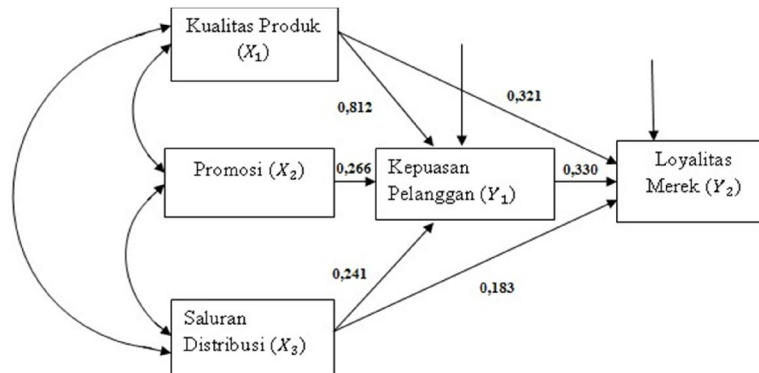 Kualitas Produk
(X₁)
0,321
0,812
Promosi (X₂)
0,266
Kepuasan
Pelanggan (Y₁)
0,330
Loyalitas
Merek (Y₂)
0,241
0,183
Saluran
Distribusi (X₃)